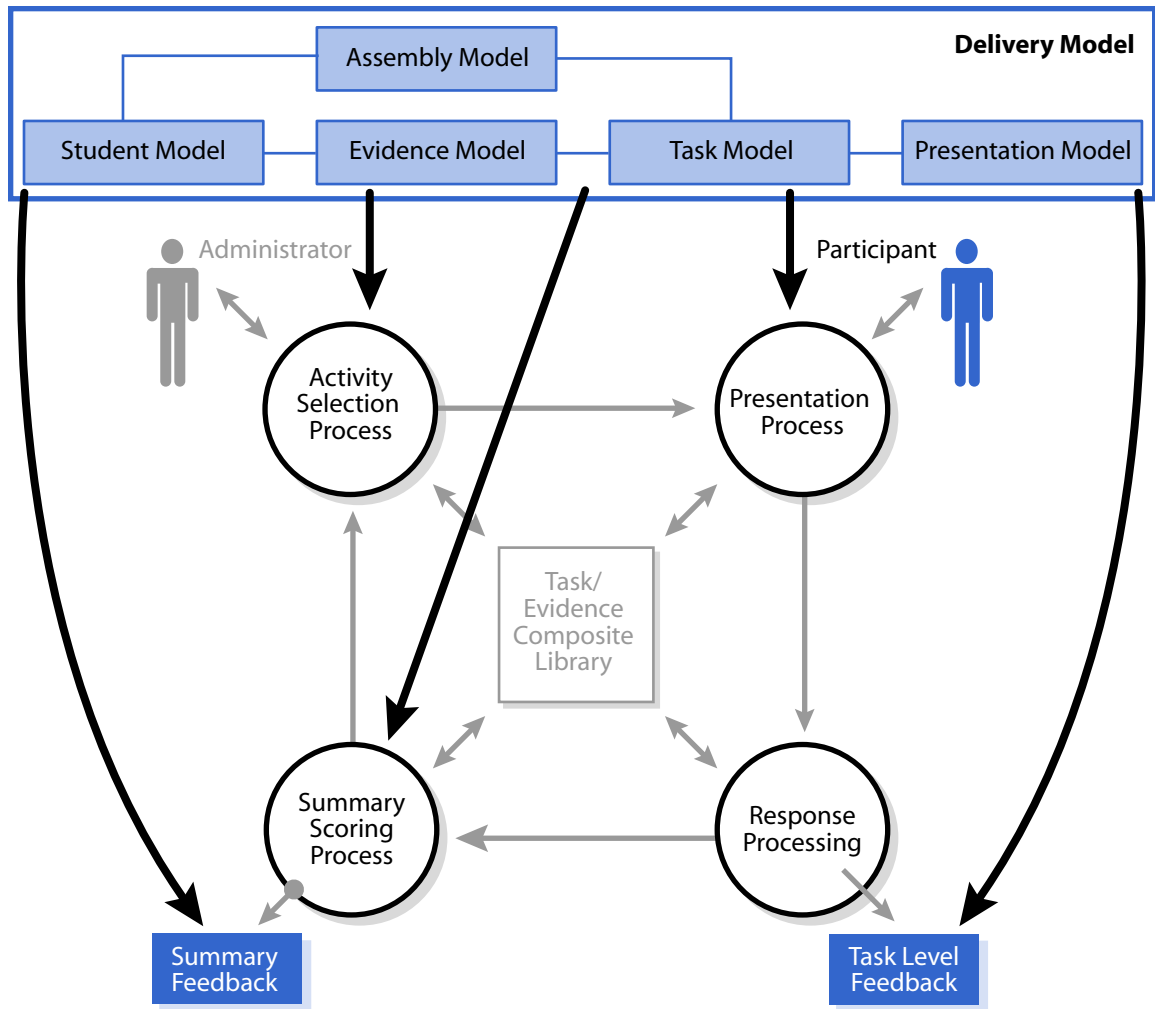 Delivery Model
Assembly Model
Student Model
Evidence Model
Task Model
Presentation Model
Administrator
Participant
Activity
Selection
Process
Presentation
Process
Task/
Evidence
Composite
Library
Summary
Scoring
Process
Response
Processing
Summary
Feedback
Task Level
Feedback